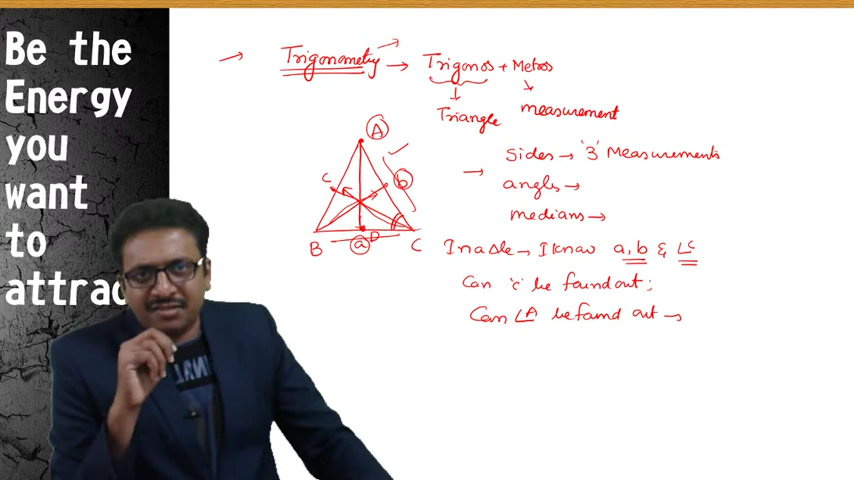 Be the
Energy
you
want
to
attrac
→ Trigonometry → Trigonos + Metros
Triangle measurement
A
c
b
B
a
D
C
→ sides → '3' Measurements
angles →
medians →
In a Δle → I know a, b & ∠c
Can 'c' be found out;
Can ∠A be found out →